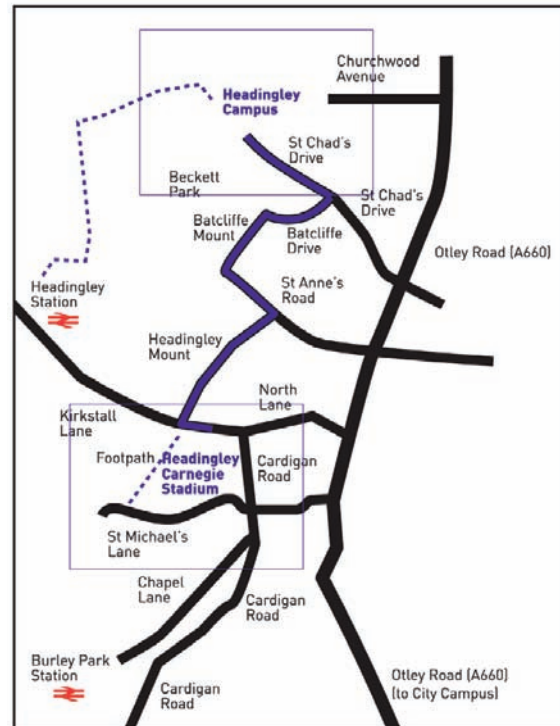 Churchwood
Avenue
Headingley
Campus
St Chad's
Drive
Beckett
Park
St Chad's
Drive
Batcliffe
Mount
Batcliffe
Drive
Otley Road (A660)
Headingley
Station
St Anne's
Road
Headingley
Mount
North
Lane
Kirkstall
Lane
Footpath
Headingley
Carnegie
Stadium
Cardigan
Road
St Michael's
Lane
Chapel
Lane
Cardigan
Road
Burley Park
Station
Otley Road (A660)
(to City Campus)
Cardigan
Road